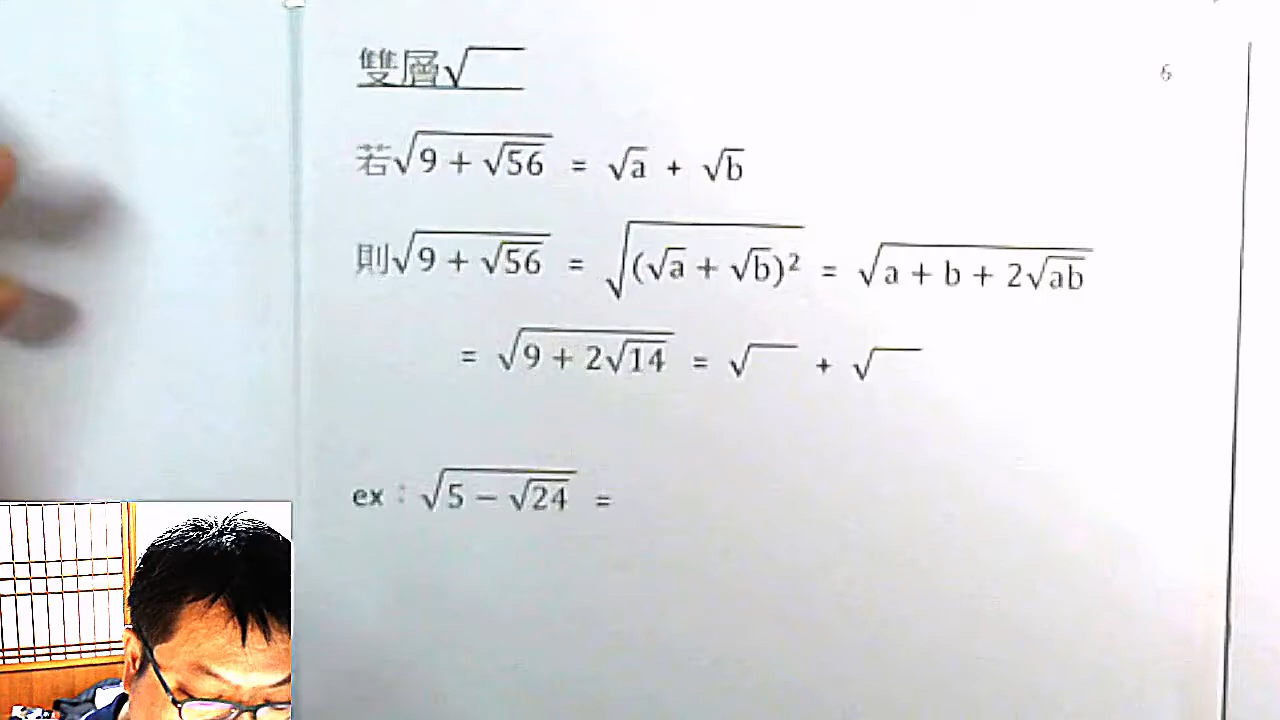 雙層√
6
若√(9 + √56) = √a + √b
則√(9 + √56) = √((√a + √b)²) = √(a + b + 2√ab)
= √(9 + 2√14) = √ + √
ex：√(5 − √24) =